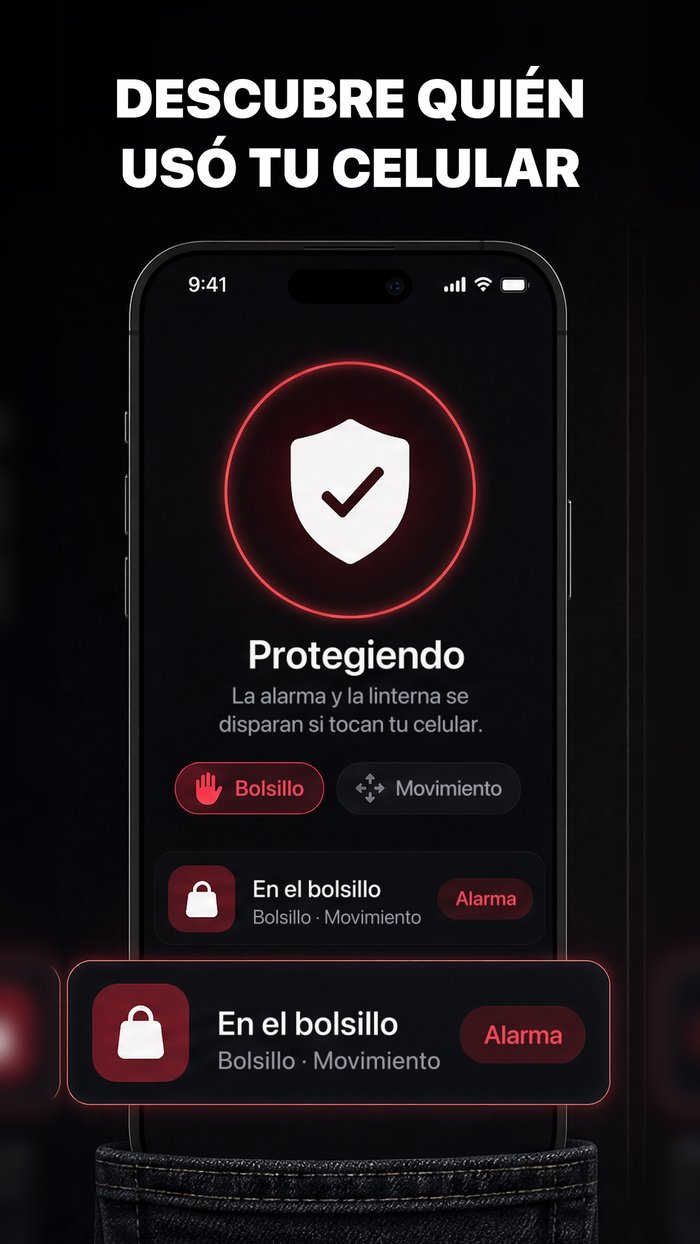 DESCUBRE QUIÉN
USÓ TU CELULAR
9:41
Protegiendo
La alarma y la linterna se
disparan si tocan tu celular.
Bolsillo
Movimiento
En el bolsillo
Bolsillo · Movimiento
Alarma
En el bolsillo
Bolsillo · Movimiento
Alarma